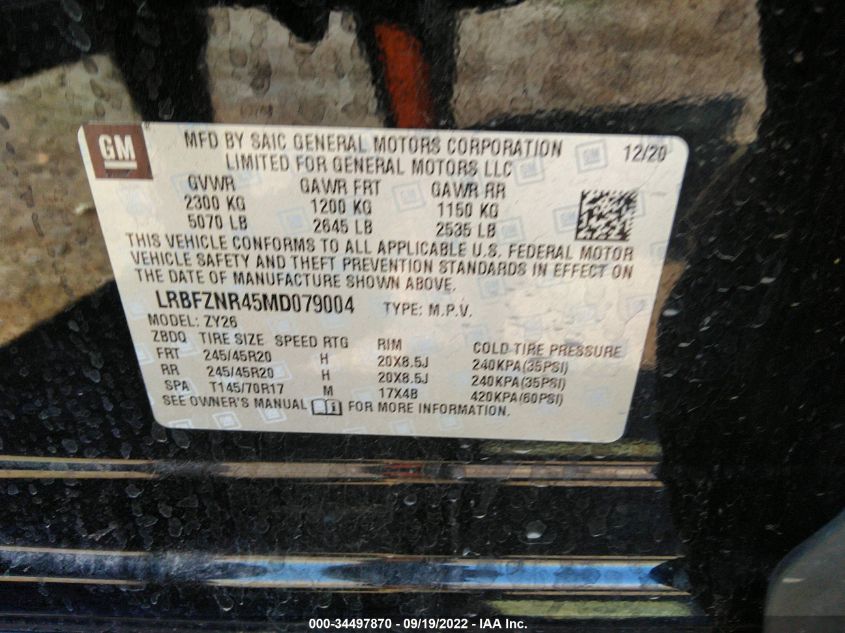 GM
MFD BY SAIC GENERAL MOTORS CORPORATION 12/20
LIMITED FOR GENERAL MOTORS LLC
GVWR GAWR FRT GAWR RR
2300 KG 1200 KG 1150 KG
5070 LB 2645 LB 2535 LB
THIS VEHICLE CONFORMS TO ALL APPLICABLE U.S. FEDERAL MOTOR
VEHICLE SAFETY AND THEFT PREVENTION STANDARDS IN EFFECT ON
THE DATE OF MANUFACTURE SHOWN ABOVE.
LRBFZNR45MD079004 TYPE: M.P.V.
MODEL: ZY26
ZBDQ TIRE SIZE SPEED RTG RIM COLD TIRE PRESSURE
FRT 245/45R20 H 20X8.5J 240KPA(35PSI)
RR 245/45R20 H 20X8.5J 240KPA(35PSI)
SPA T145/70R17 M 17X4B 420KPA(60PSI)
SEE OWNER'S MANUAL FOR MORE INFORMATION.
000-34497870 - 09/19/2022 - IAA Inc.